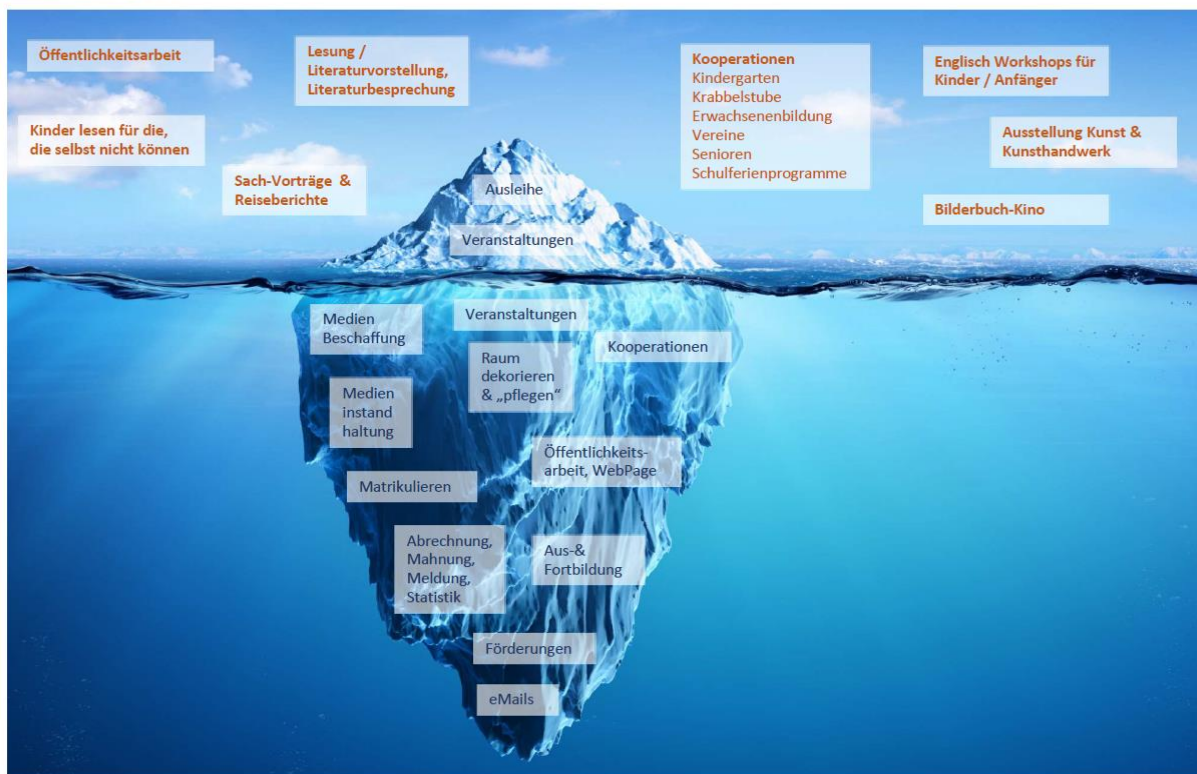 Öffentlichkeitsarbeit
Lesung /
Literaturvorstellung,
Literaturbesprechung
Kooperationen
Kindergarten
Krabbelstube
Erwachsenenbildung
Vereine
Senioren
Schulferienprogramme
Englisch Workshops für
Kinder / Anfänger
Kinder lesen für die,
die selbst nicht können
Ausstellung Kunst &
Kunsthandwerk
Sach-Vorträge &
Reiseberichte
Bilderbuch-Kino
Ausleihe
Veranstaltungen
Medien
Beschaffung
Veranstaltungen
Kooperationen
Raum
dekorieren
& „pflegen“
Medien
instand
haltung
Öffentlichkeits-
arbeit, WebPage
Matrikulieren
Abrechnung,
Mahnung,
Meldung,
Statistik
Aus-&
Fortbildung
Förderungen
eMails